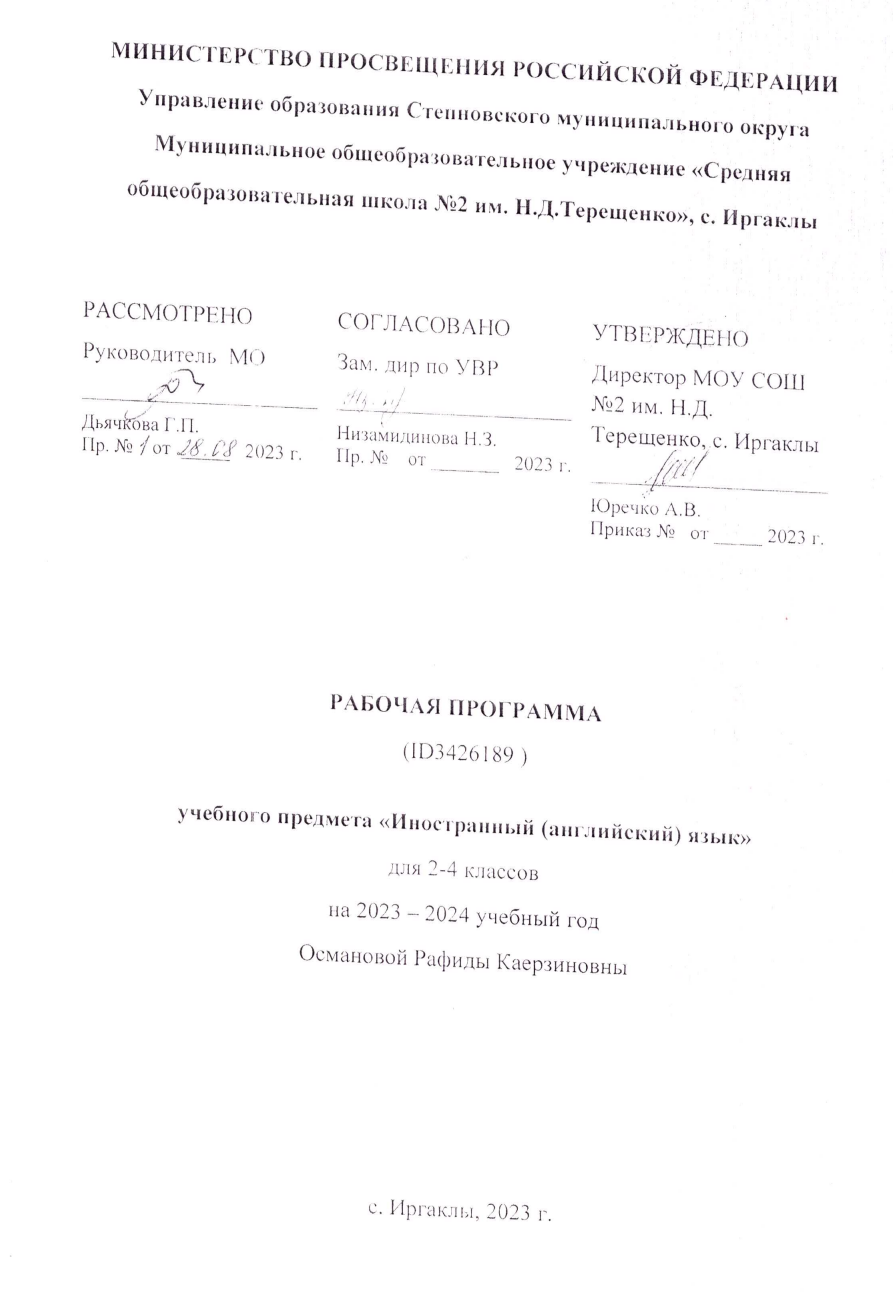 МИНИСТЕРСТВО ПРОСВЕЩЕНИЯ РОССИЙСКОЙ ФЕДЕРАЦИИ
Управление образования Степновского муниципального округа
Муниципальное общеобразовательное учреждение «Средняя
общеобразовательная школа №2 им. Н.Д.Терещенко», с. Иргаклы
РАССМОТРЕНО
Руководитель МО
Дьячкова Г.П.
Пр. № 1 от 28.08 2023 г.
СОГЛАСОВАНО
Зам. дир по УВР
Низамидинова Н.З.
Пр. № от ______ 2023 г.
УТВЕРЖДЕНО
Директор МОУ СОШ
№2 им. Н.Д.
Терещенко, с. Иргаклы
Юречко А.В.
Приказ № от _____ 2023 г.
РАБОЧАЯ ПРОГРАММА
(ID3426189 )
учебного предмета «Иностранный (английский) язык»
для 2-4 классов
на 2023 – 2024 учебный год
Османовой Рафиды Каерзиновны
с. Иргаклы, 2023 г.